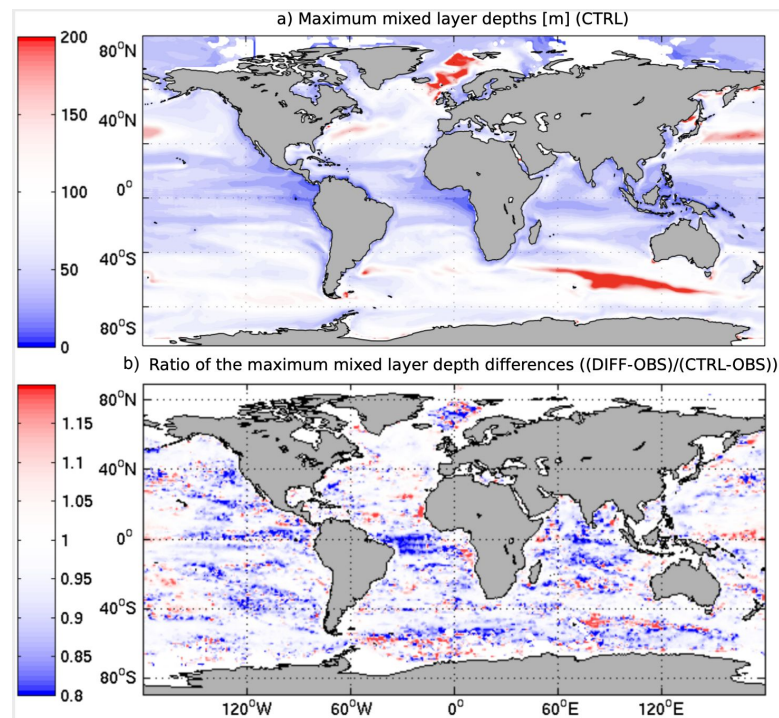 a) Maximum mixed layer depths [m] (CTRL)
200
150
100
50
0
80°N
40°N
0°
40°S
80°S
b) Ratio of the maximum mixed layer depth differences ((DIFF-OBS)/(CTRL-OBS))
1.15
1.1
1.05
1
0.95
0.9
0.85
0.8
80°N
40°N
0°
40°S
80°S
120°W 60°W 0° 60°E 120°E